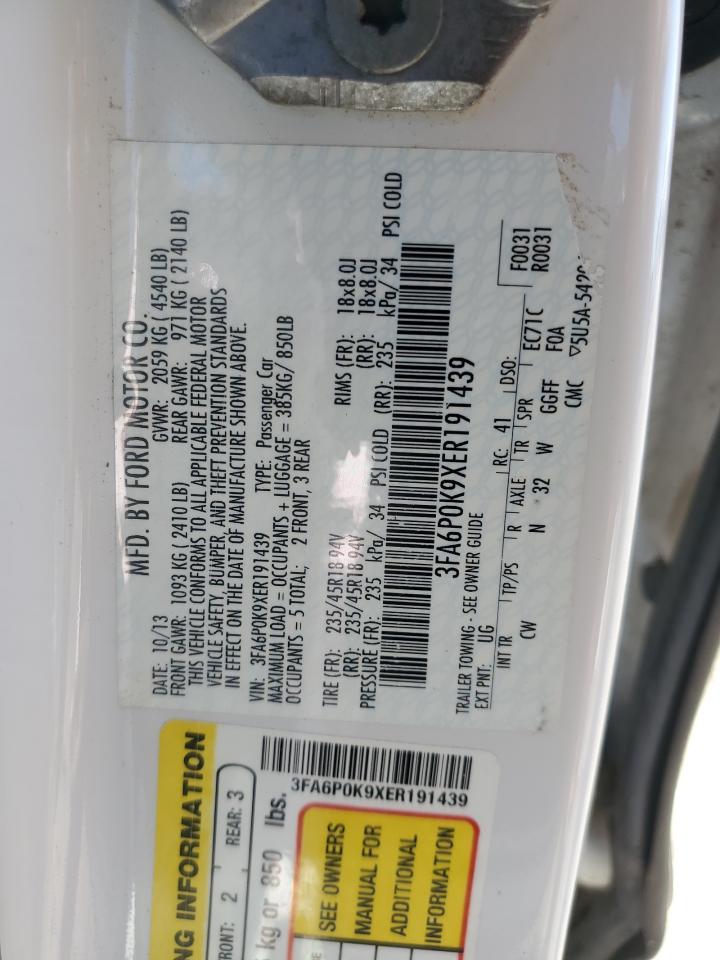 MFD. BY FORD MOTOR CO.
DATE: 10/13 GVWR: 2059 KG ( 4540 LB)
FRONT GAWR: 1093 KG ( 2410 LB) REAR GAWR: 971 KG ( 2140 LB)
THIS VEHICLE CONFORMS TO ALL APPLICABLE FEDERAL MOTOR
VEHICLE SAFETY, BUMPER, AND THEFT PREVENTION STANDARDS
IN EFFECT ON THE DATE OF MANUFACTURE SHOWN ABOVE.
VIN: 3FA6P0K9XER191439 TYPE: Passenger Car
MAXIMUM LOAD = OCCUPANTS + LUGGAGE = 385KG/ 850LB
OCCUPANTS = 5 TOTAL; 2 FRONT, 3 REAR
TIRE (FR): 235/45R18 94V RIMS (FR): 18x8.0J
(RR): 235/45R18 94V (RR): 18x8.0J
PRESSURE (FR): 235 kPa/ 34 PSI COLD (RR): 235 kPa/ 34 PSI COLD
3FA6P0K9XER191439
TRAILER TOWING - SEE OWNER GUIDE
EXT PNT: UG RC: 41 DSO: F0031
R0031
INT TR TP/PS R AXLE TR SPR EC71C
CW N 32 W GGFF F0A
CMC ▽5U5A-5420
NG INFORMATION
FRONT: 2 REAR: 3
kg or 850 lbs.
3FA6P0K9XER191439
SEE OWNERS
MANUAL FOR
ADDITIONAL
INFORMATION